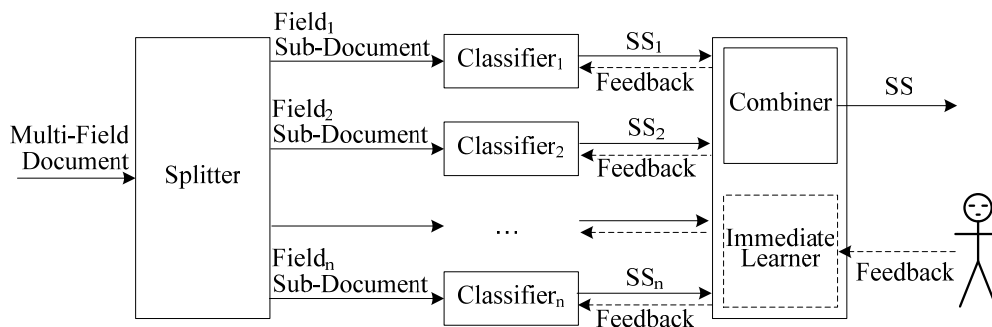 Multi-Field
Document
Splitter
Field₁
Sub-Document
Classifier₁
SS₁
Feedback
Field₂
Sub-Document
Classifier₂
SS₂
Feedback
...
Fieldₙ
Sub-Document
Classifierₙ
SSₙ
Feedback
Combiner
SS
Immediate
Learner
Feedback